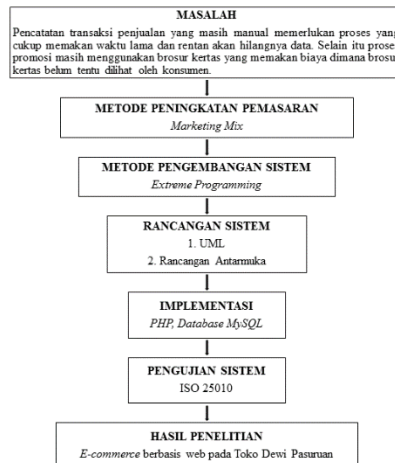 MASALAH
Pencatatan transaksi penjualan yang masih manual memerlukan proses yang
cukup memakan waktu lama dan rentan akan hilangnya data. Selain itu proses
promosi masih menggunakan brosur kertas yang memakan biaya dimana brosur
kertas belum tentu dilihat oleh konsumen.
METODE PENINGKATAN PEMASARAN
Marketing Mix
METODE PENGEMBANGAN SISTEM
Extreme Programming
RANCANGAN SISTEM
1. UML
2. Rancangan Antarmuka
IMPLEMENTASI
PHP, Database MySQL
PENGUJIAN SISTEM
ISO 25010
HASIL PENELITIAN
E-commerce berbasis web pada Toko Dewi Pasuruan